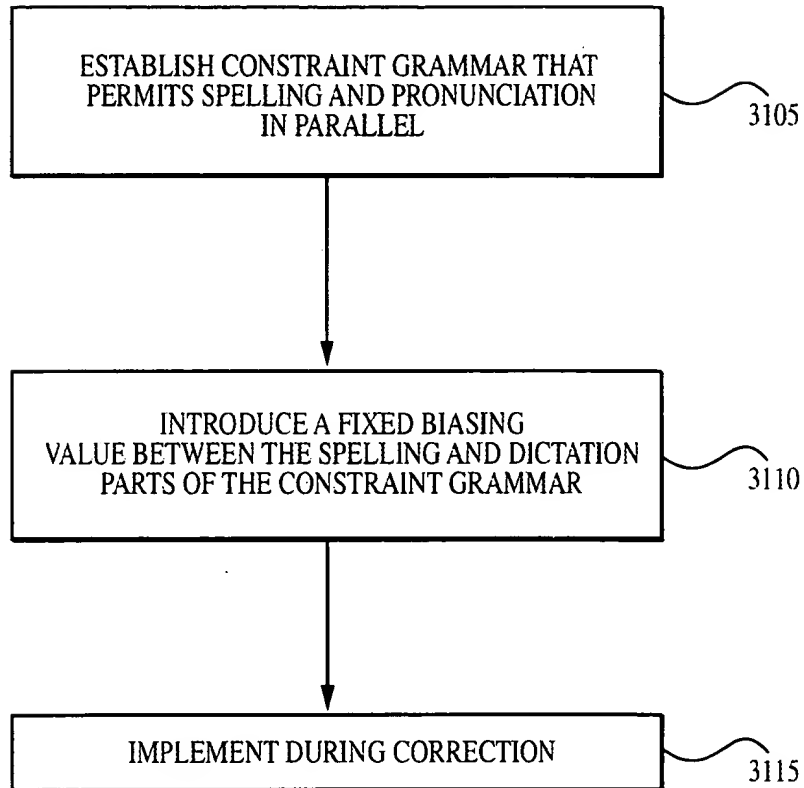 ESTABLISH CONSTRAINT GRAMMAR THAT
PERMITS SPELLING AND PRONUNCIATION
IN PARALLEL
3105
INTRODUCE A FIXED BIASING
VALUE BETWEEN THE SPELLING AND DICTATION
PARTS OF THE CONSTRAINT GRAMMAR
3110
IMPLEMENT DURING CORRECTION
3115